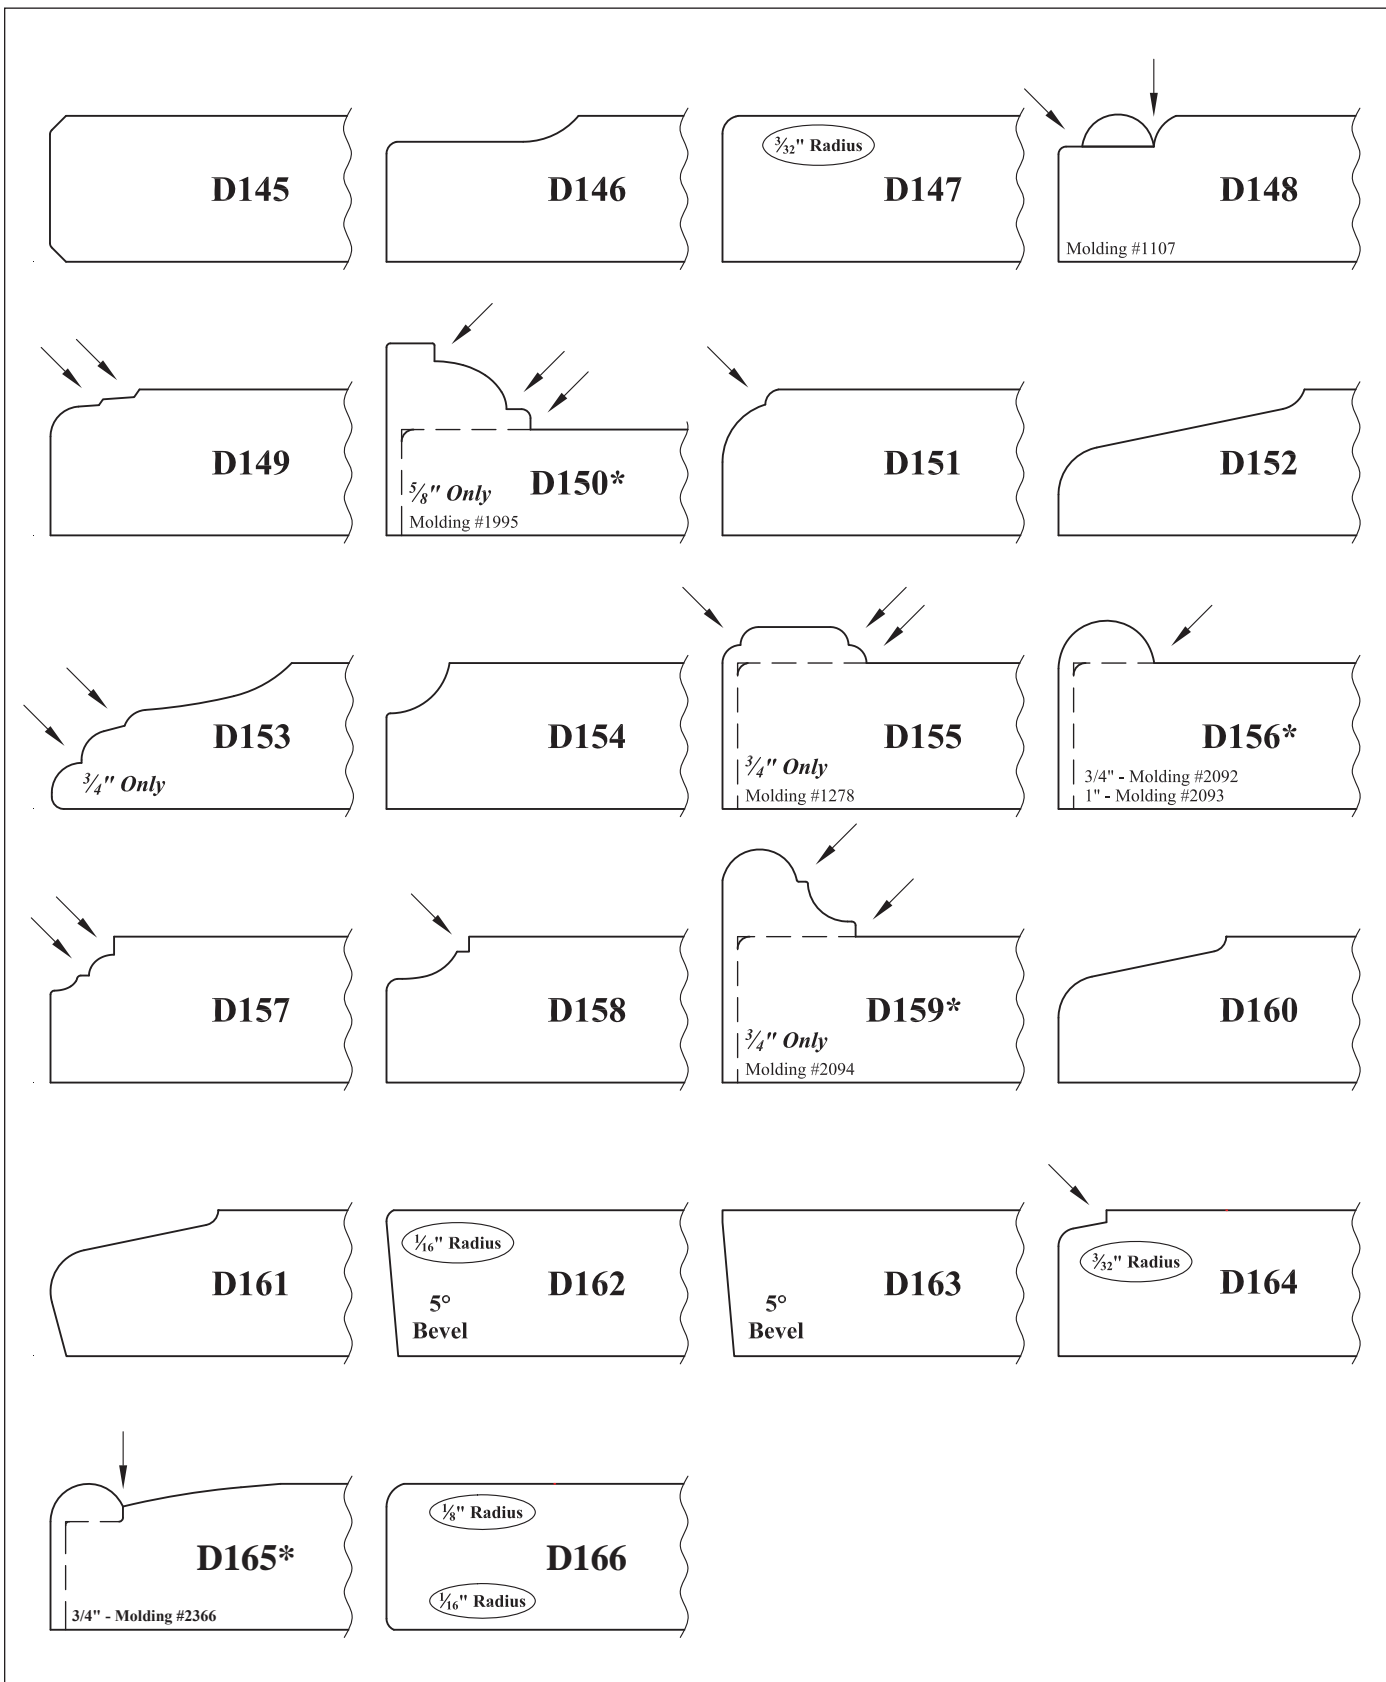 D145
D146
3/32" Radius
D147
D148
Molding #1107
D149
D150*
5/8" Only
Molding #1995
D151
D152
D153
3/4" Only
D154
D155
3/4" Only
Molding #1278
D156*
3/4" - Molding #2092
1" - Molding #2093
D157
D158
D159*
3/4" Only
Molding #2094
D160
D161
1/16" Radius
D162
5°
Bevel
D163
5°
Bevel
3/32" Radius
D164
D165*
3/4" - Molding #2366
1/8" Radius
D166
1/16" Radius